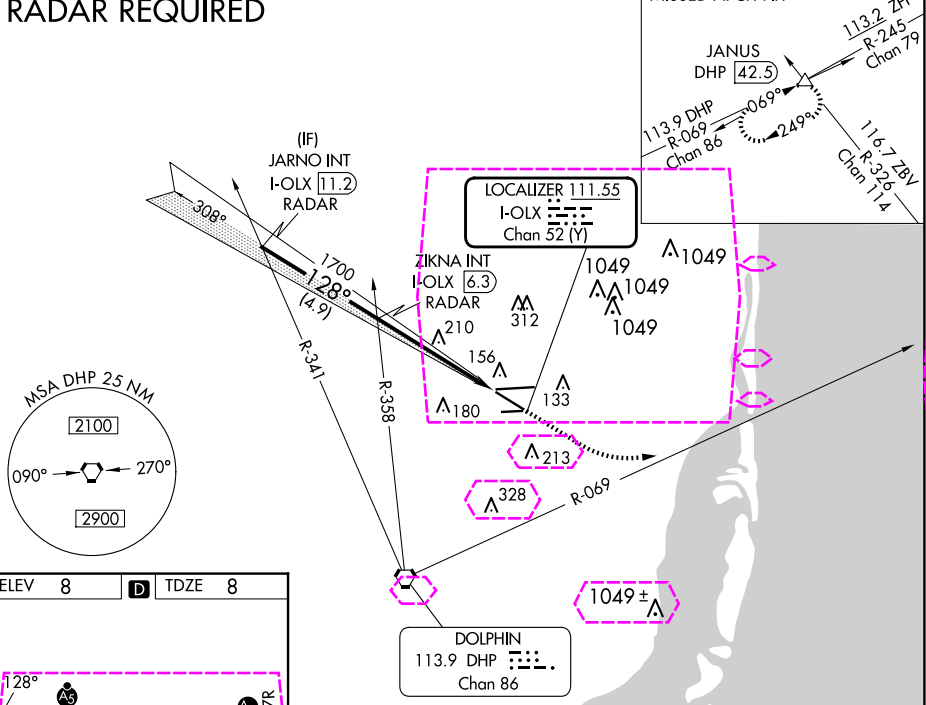 RADAR REQUIRED
113.2
R-245
Chan 79
JANUS
DHP 42.5
069°
249°
113.9 DHP
R-069
Chan 86
116.7 ZBV
R-326
Chan 114
(IF)
JARNO INT
I-OLX 11.2
RADAR
308°
1700
128°
(4.9)
LOCALIZER 111.55
I-OLX
Chan 52 (Y)
ZIKNA INT
I-OLX 6.3
RADAR
1049
1049
1049
1049
312
210
156
133
180
213
328
R-341
R-358
R-069
MSA DHP 25 NM
2100
090°
270°
2900
1049 ±
DOLPHIN
113.9 DHP
Chan 86
ELEV 8
D
TDZE 8
128°
A5